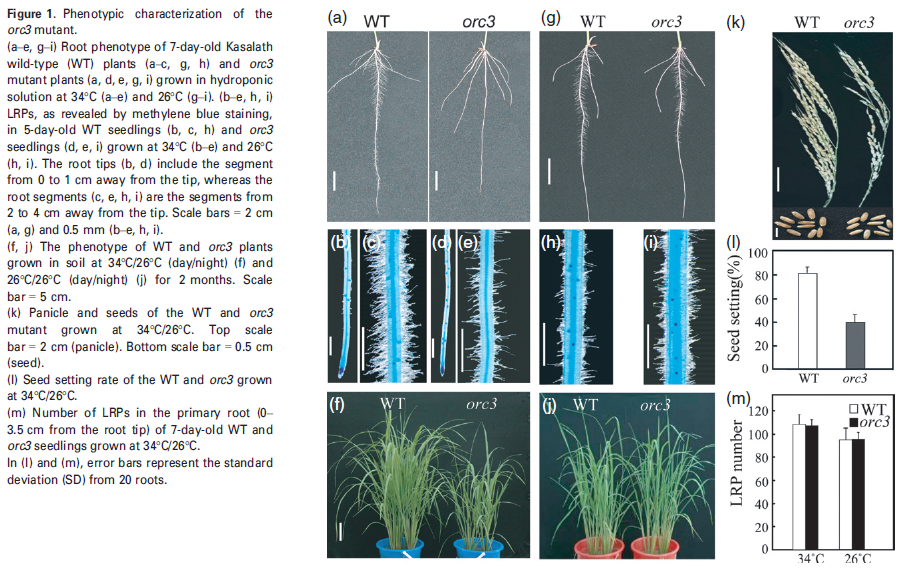 Figure 1. Phenotypic characterization of the
orc3 mutant.
(a–e, g–i) Root phenotype of 7-day-old Kasalath
wild-type (WT) plants (a–c, g, h) and orc3
mutant plants (a, d, e, g, i) grown in hydroponic
solution at 34°C (a–e) and 26°C (g–i). (b–e, h, i)
LRPs, as revealed by methylene blue staining,
in 5-day-old WT seedlings (b, c, h) and orc3
seedlings (d, e, i) grown at 34°C (b–e) and 26°C
(h, i). The root tips (b, d) include the segment
from 0 to 1 cm away from the tip, whereas the
root segments (c, e, h, i) are the segments from
2 to 4 cm away from the tip. Scale bars = 2 cm
(a, g) and 0.5 mm (b–e, h, i).
(f, j) The phenotype of WT and orc3 plants
grown in soil at 34°C/26°C (day/night) (f) and
26°C/26°C (day/night) (j) for 2 months. Scale
bar = 5 cm.
(k) Panicle and seeds of the WT and orc3
mutant grown at 34°C/26°C. Top scale
bar = 2 cm (panicle). Bottom scale bar = 0.5 cm
(seed).
(l) Seed setting rate of the WT and orc3 grown
at 34°C/26°C.
(m) Number of LRPs in the primary root (0–
3.5 cm from the root tip) of 7-day-old WT and
orc3 seedlings grown at 34°C/26°C.
In (l) and (m), error bars represent the standard
deviation (SD) from 20 roots.
(a) WT orc3
(g) WT orc3
(k) WT orc3
(b) (c) (d) (e)
(h) (i)
(l)
Seed setting(%)
100
80
60
40
20
0
WT orc3
(f) WT orc3
(j) WT orc3
(m)
LRP number
120
100
80
60
40
20
0
WT
orc3
34°C 26°C